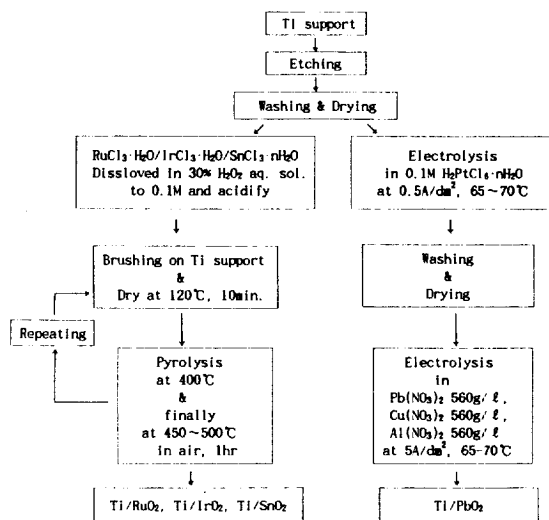 Ti support
Etching
Washing & Drying
RuCl₃·H₂O/IrCl₃·H₂O/SnCl₃·nH₂O
Dissloved in 30% H₂O₂ aq. sol.
to 0.1M and acidify
Electrolysis
in 0.1M H₂PtCl₆·nH₂O
at 0.5A/dm², 65~70℃
Brushing on Ti support
&
Dry at 120℃, 10min.
Washing
&
Drying
Repeating
Pyrolysis
at 400℃
&
finally
at 450~500℃
in air, 1hr
Electrolysis
in
Pb(NO₃)₂ 560g/ℓ,
Cu(NO₃)₂ 560g/ℓ,
Al(NO₃)₂ 560g/ℓ
at 5A/dm², 65-70℃
Ti/RuO₂, Ti/IrO₂, Ti/SnO₂
Ti/PbO₂